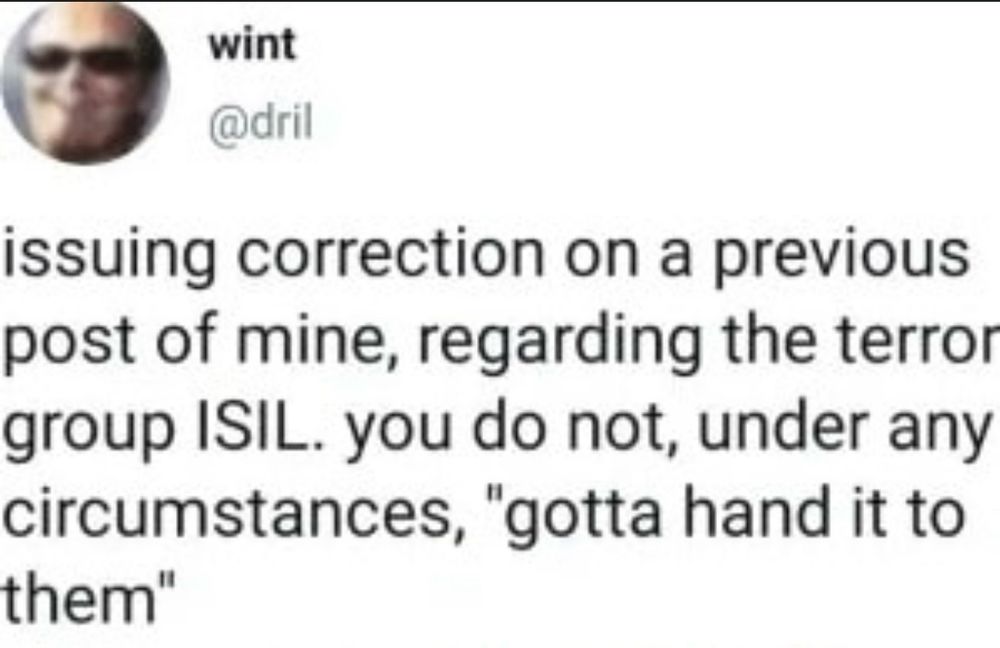 wint
@dril
issuing correction on a previous
post of mine, regarding the terror
group ISIL. you do not, under any
circumstances, "gotta hand it to
them"